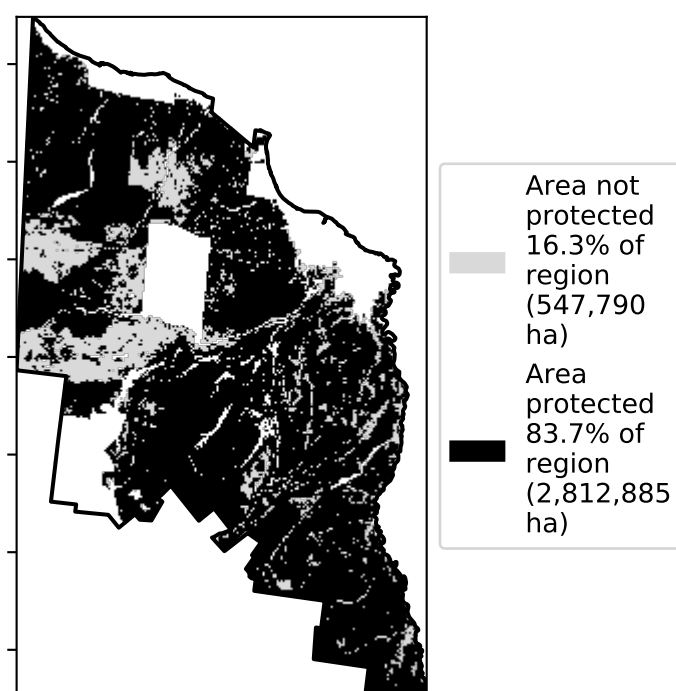 Area not
protected
16.3% of
region
(547,790
ha)
Area
protected
83.7% of
region
(2,812,885
ha)